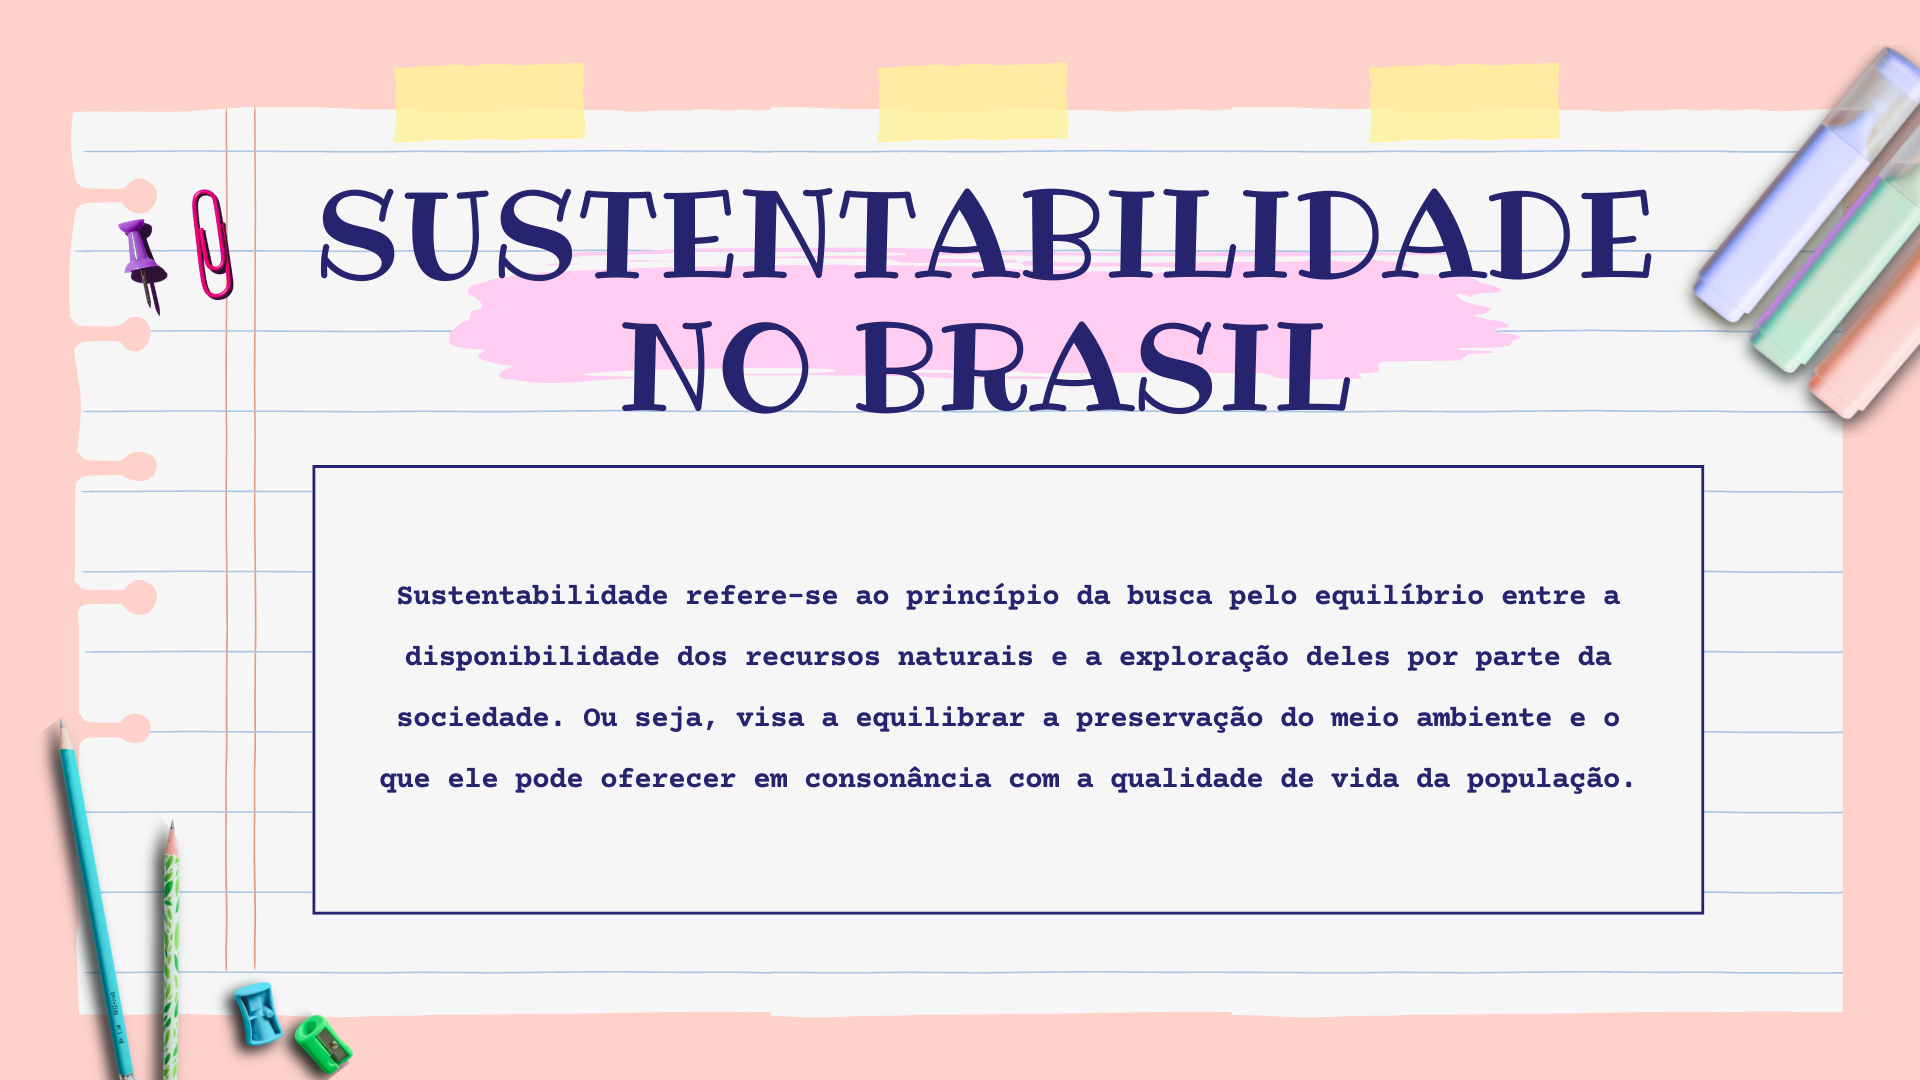 SUSTENTABILIDADE
NO BRASIL
Sustentabilidade refere-se ao princípio da busca pelo equilíbrio entre a
disponibilidade dos recursos naturais e a exploração deles por parte da
sociedade. Ou seja, visa a equilibrar a preservação do meio ambiente e o
que ele pode oferecer em consonância com a qualidade de vida da população.